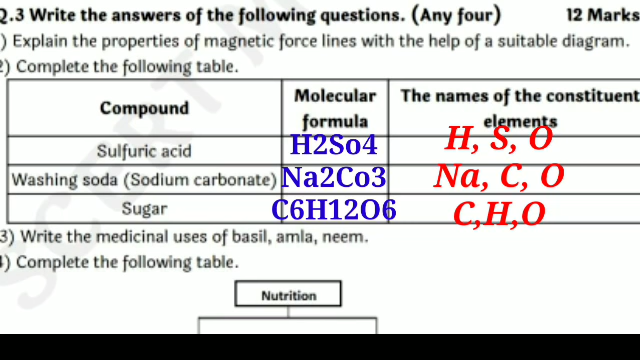 Q.3 Write the answers of the following questions. (Any four) 12 Marks
1) Explain the properties of magnetic force lines with the help of a suitable diagram.
2) Complete the following table.
Compound Molecular formula The names of the constituent elements
Sulfuric acid H2So4 H, S, O
Washing soda (Sodium carbonate) Na2Co3 Na, C, O
Sugar C6H12O6 C,H,O
3) Write the medicinal uses of basil, amla, neem.
4) Complete the following table.
Nutrition